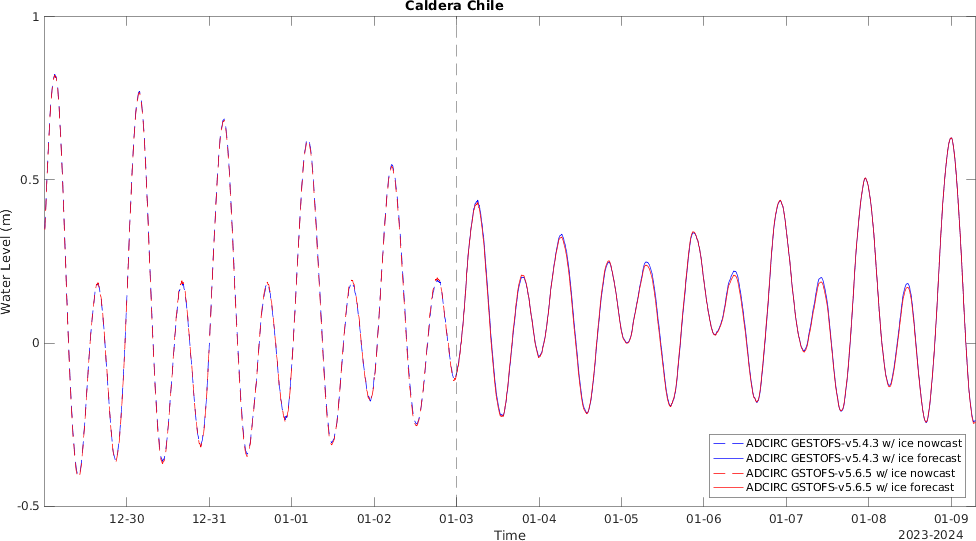 Caldera Chile
1
0.5
0
-0.5
Water Level (m)
12-30
12-31
01-01
01-02
01-03
01-04
01-05
01-06
01-07
01-08
01-09
Time
2023-2024
ADCIRC GESTOFS-v5.4.3 w/ ice nowcast
ADCIRC GESTOFS-v5.4.3 w/ ice forecast
ADCIRC GSTOFS-v5.6.5 w/ ice nowcast
ADCIRC GSTOFS-v5.6.5 w/ ice forecast